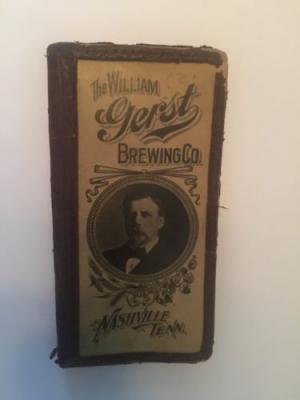 The WILLIAM
Gerst
BREWING CO.
NASHVILLE
TENN.